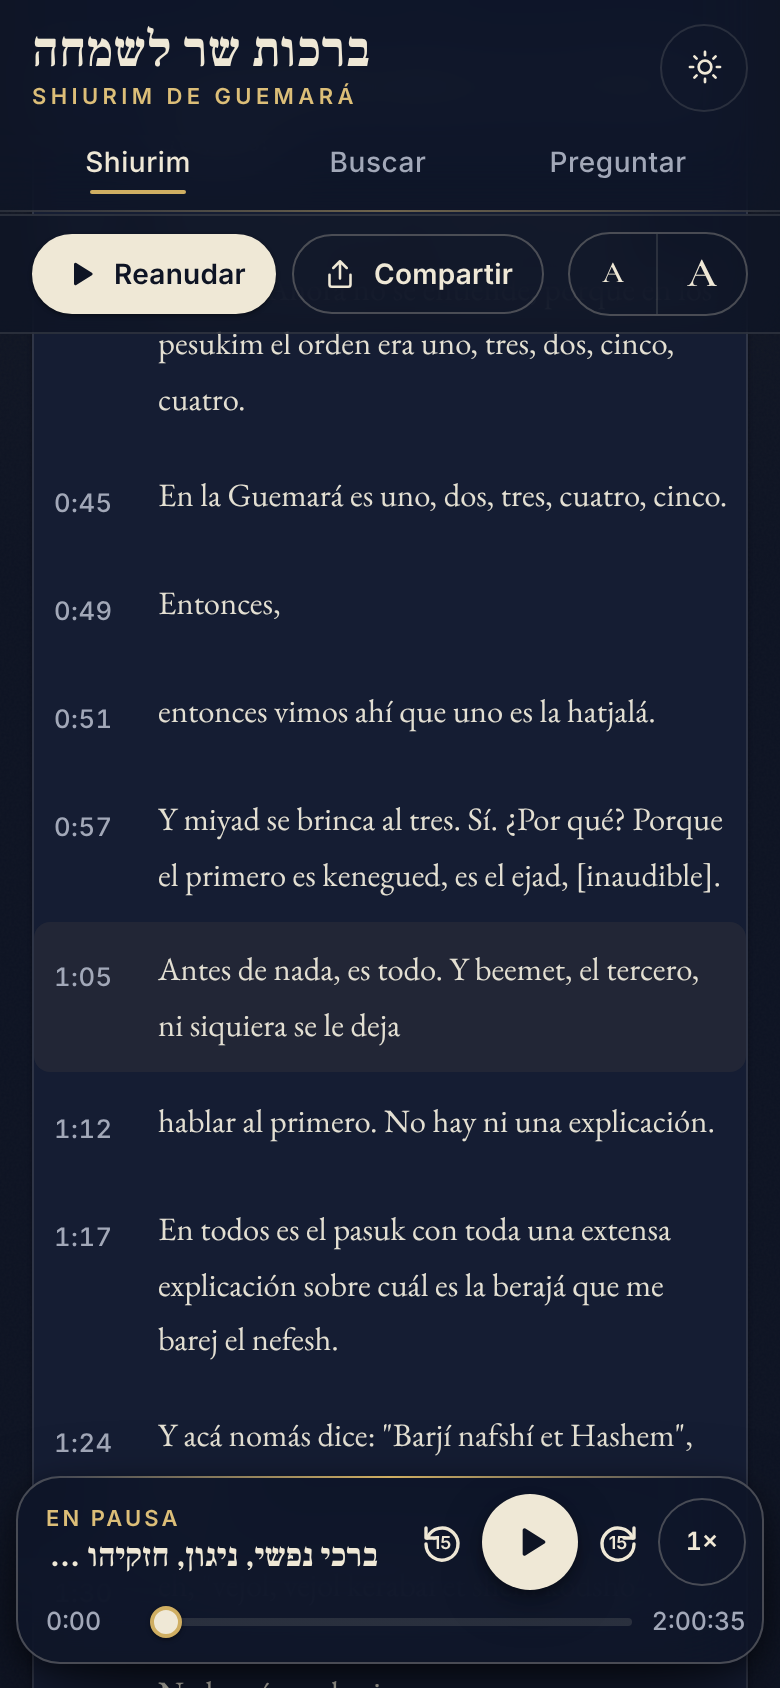 ברכות שר לשמחה
SHIURIM DE GUEMARÁ
Shiurim
Buscar
Preguntar
Reanudar
Compartir
A
A
pesukim el orden era uno, tres, dos, cinco,
cuatro.
0:45
En la Guemará es uno, dos, tres, cuatro, cinco.
0:49
Entonces,
0:51
entonces vimos ahí que uno es la hatjalá.
0:57
Y miyad se brinca al tres. Sí. ¿Por qué? Porque
el primero es kenegued, es el ejad, [inaudible].
1:05
Antes de nada, es todo. Y beemet, el tercero,
ni siquiera se le deja
1:12
hablar al primero. No hay ni una explicación.
1:17
En todos es el pasuk con toda una extensa
explicación sobre cuál es la berajá que me
barej el nefesh.
1:24
Y acá nomás dice: "Barjí nafshí et Hashem",
EN PAUSA
ברכי נפשי, ניגון, חזקיהו ...
15
15
1×
0:00
2:00:35